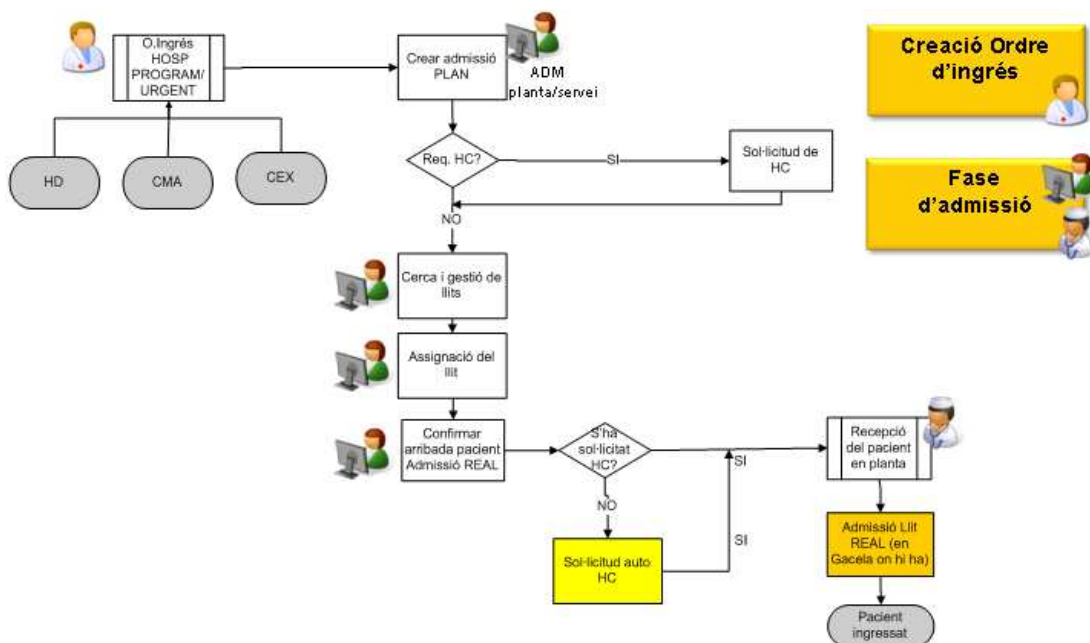 O.Ingrés
HOSP
PROGRAM/
URGENT
Crear admissió
PLAN
ADM
planta/servei
Creació Ordre
d'ingrés
HD
CMA
CEX
Req. HC?
SI
Sol·licitud de
HC
NO
Fase
d'admissió
Cerca i gestió de
llits
Assignació del
llit
Confirmar
arribada pacient
Admissió REAL
S'ha
sol·licitat
HC?
SI
Recepció
del pacient
en planta
NO
Sol·licitud auto
HC
SI
Admissió Llit
REAL (en
Gacela on hi ha)
Pacient
ingressat